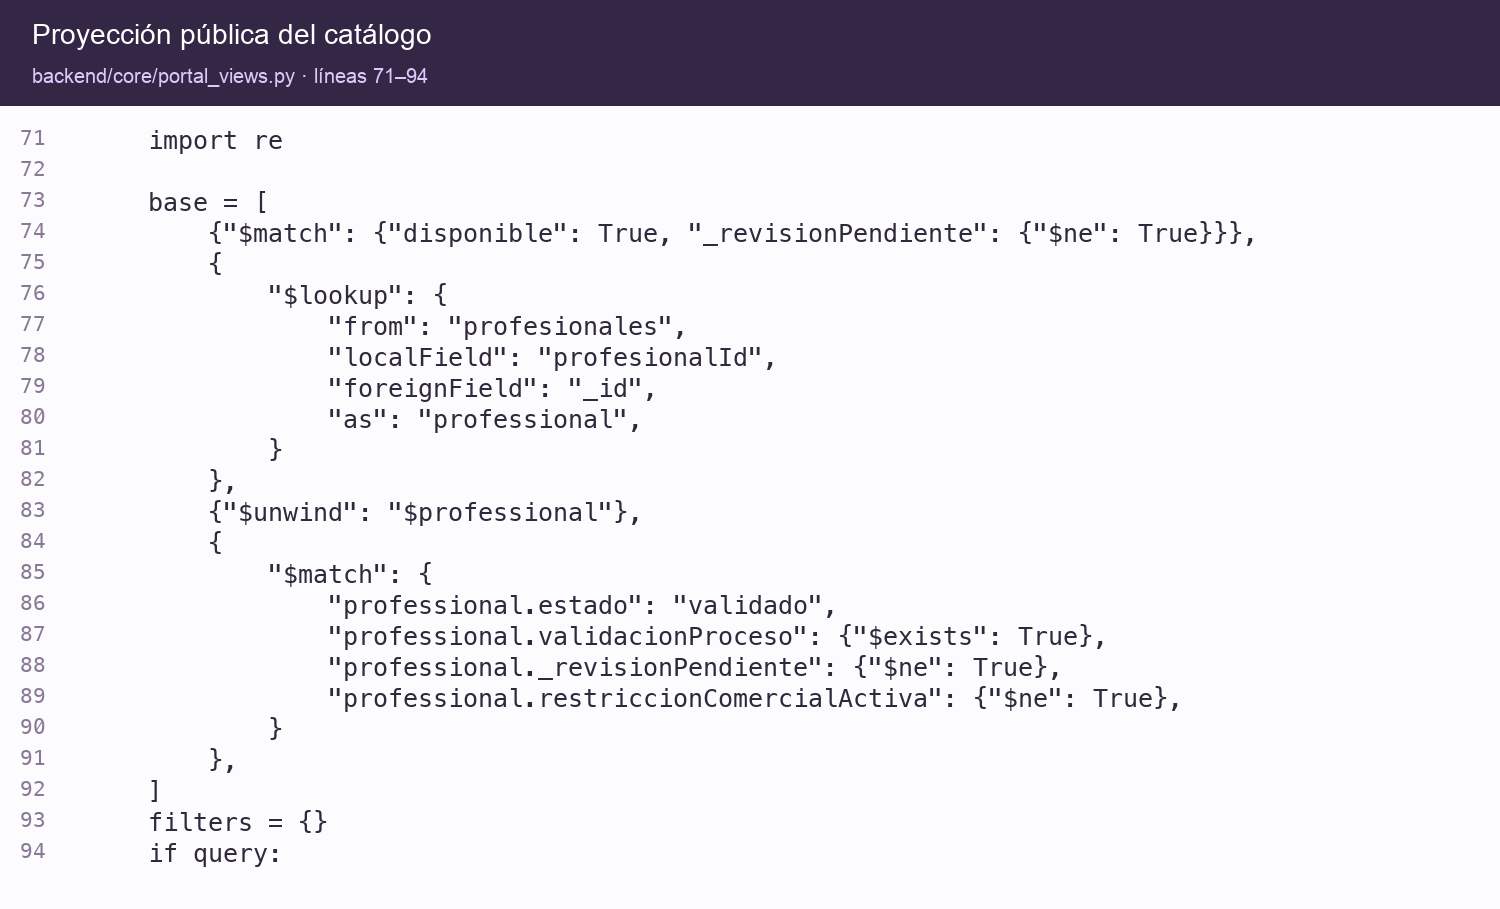 Proyección pública del catálogo
backend/core/portal_views.py · líneas 71–94
71 import re
72
73 base = [
74 {"$match": {"disponible": True, "_revisionPendiente": {"$ne": True}}},
75 {
76 "$lookup": {
77 "from": "profesionales",
78 "localField": "profesionalId",
79 "foreignField": "_id",
80 "as": "professional",
81 }
82 },
83 {"$unwind": "$professional"},
84 {
85 "$match": {
86 "professional.estado": "validado",
87 "professional.validacionProceso": {"$exists": True},
88 "professional._revisionPendiente": {"$ne": True},
89 "professional.restriccionComercialActiva": {"$ne": True},
90 }
91 },
92 ]
93 filters = {}
94 if query: